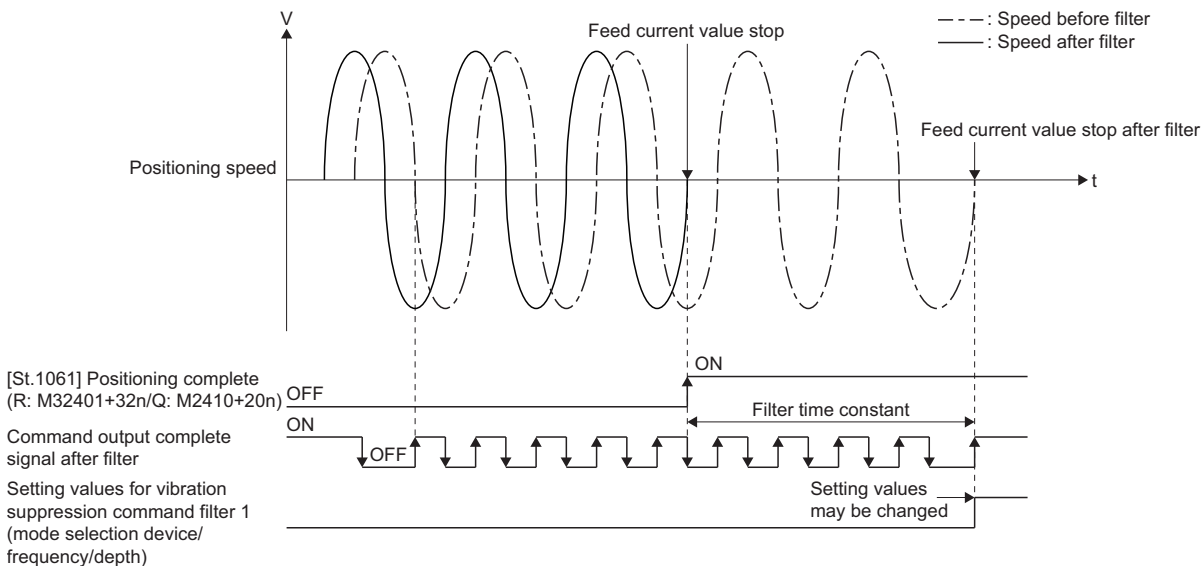 V
Feed current value stop
: Speed before filter
: Speed after filter
Feed current value stop after filter
Positioning speed
t
[St.1061] Positioning complete
(R: M32401+32n/Q: M2410+20n)
OFF
ON
Filter time constant
Command output complete
signal after filter
ON
OFF
Setting values for vibration
suppression command filter 1
(mode selection device/
frequency/depth)
Setting values
may be changed